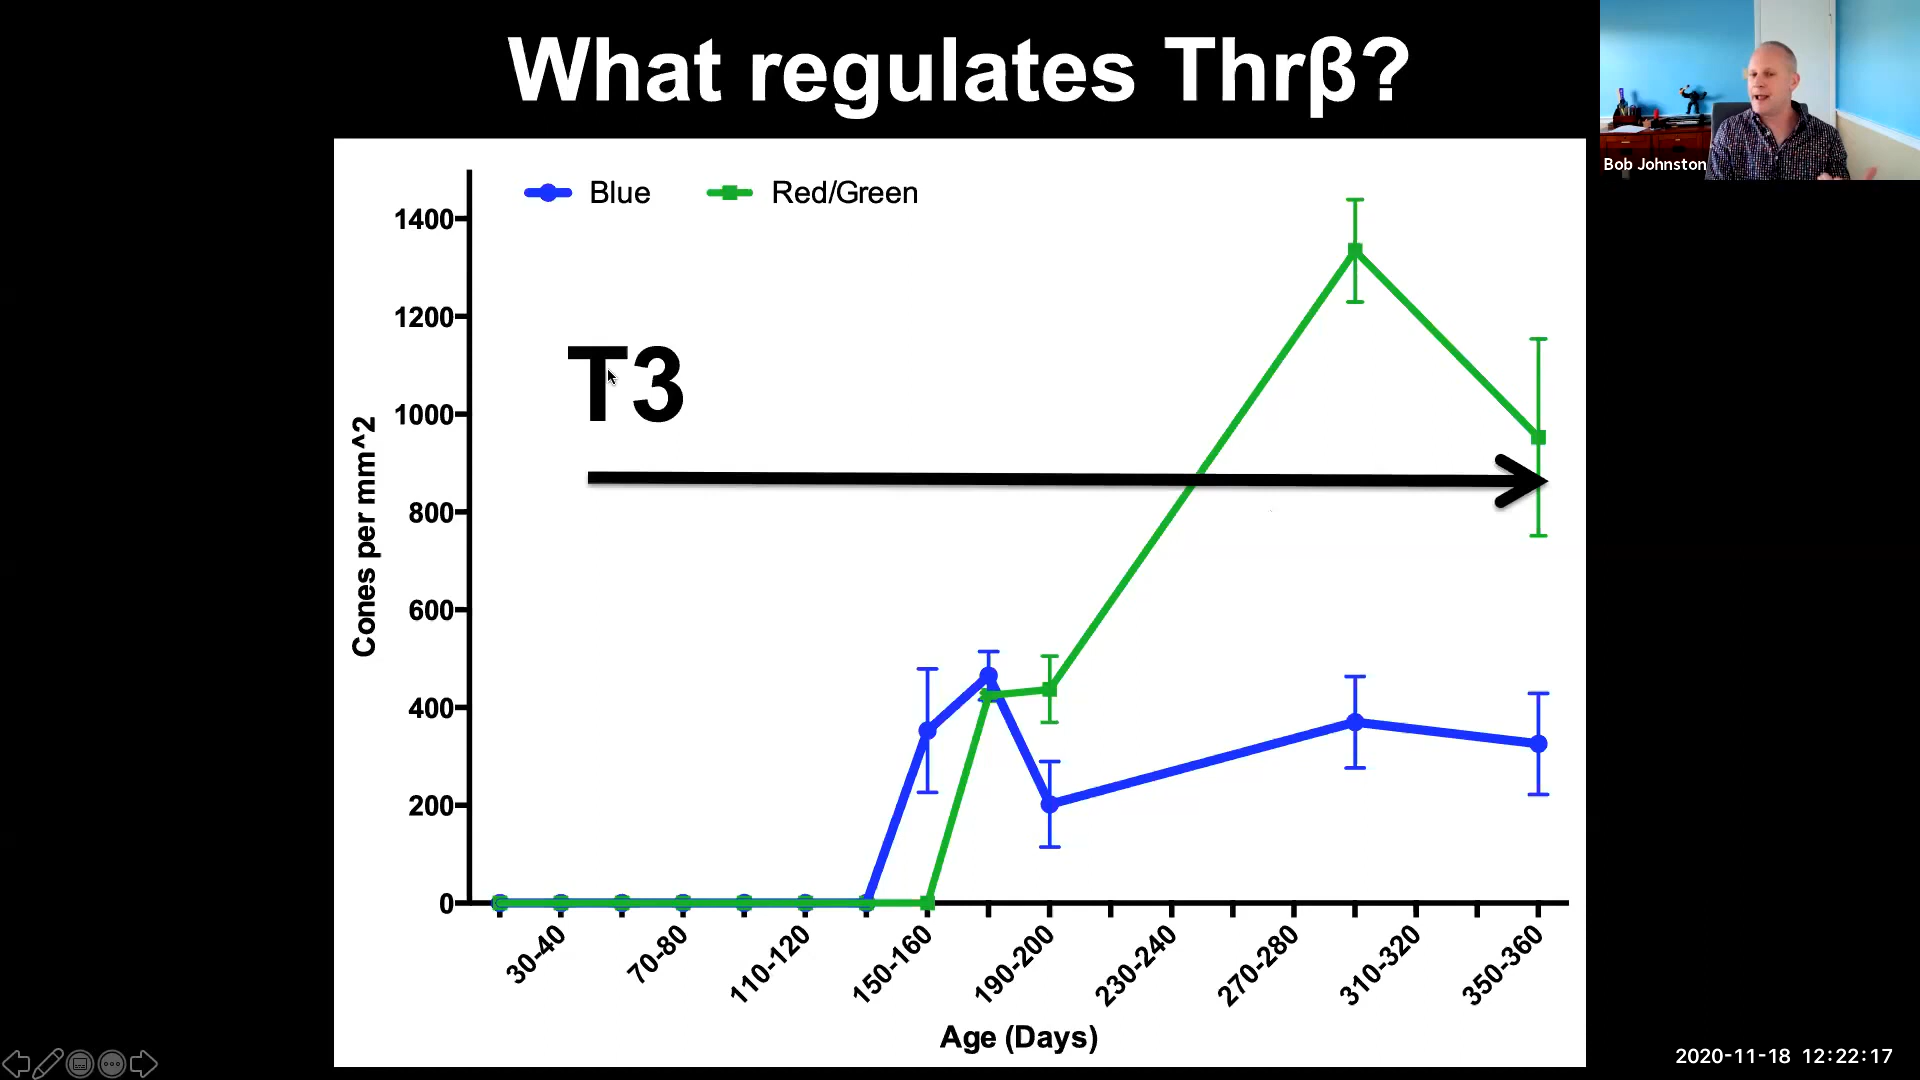 What regulates Thrβ?
Bob Johnston
Blue
Red/Green
1400
1200
1000
800
600
400
200
0
T3
Cones per mm^2
30-40
70-80
110-120
150-160
190-200
230-240
270-280
310-320
350-360
Age (Days)
2020-11-18 12:22:17